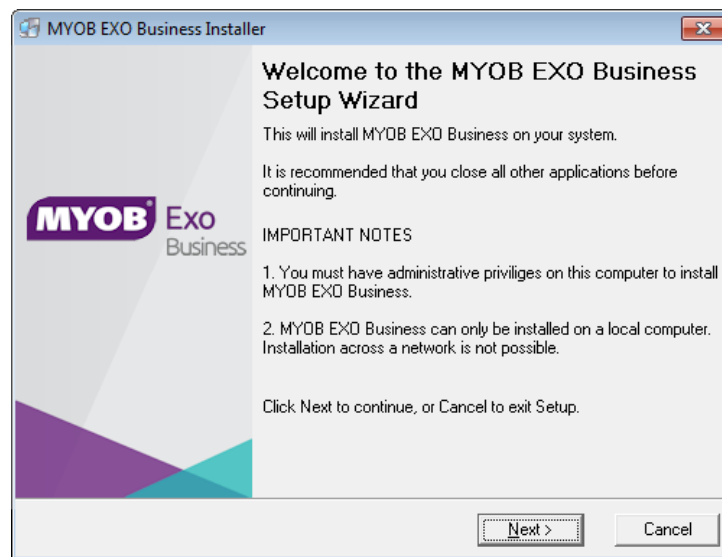 MYOB EXO Business Installer
Welcome to the MYOB EXO Business
Setup Wizard
This will install MYOB EXO Business on your system.
It is recommended that you close all other applications before
continuing.
MYOB Exo
Business
IMPORTANT NOTES
1. You must have administrative priviliges on this computer to install
MYOB EXO Business.
2. MYOB EXO Business can only be installed on a local computer.
Installation across a network is not possible.
Click Next to continue, or Cancel to exit Setup.
Next >
Cancel